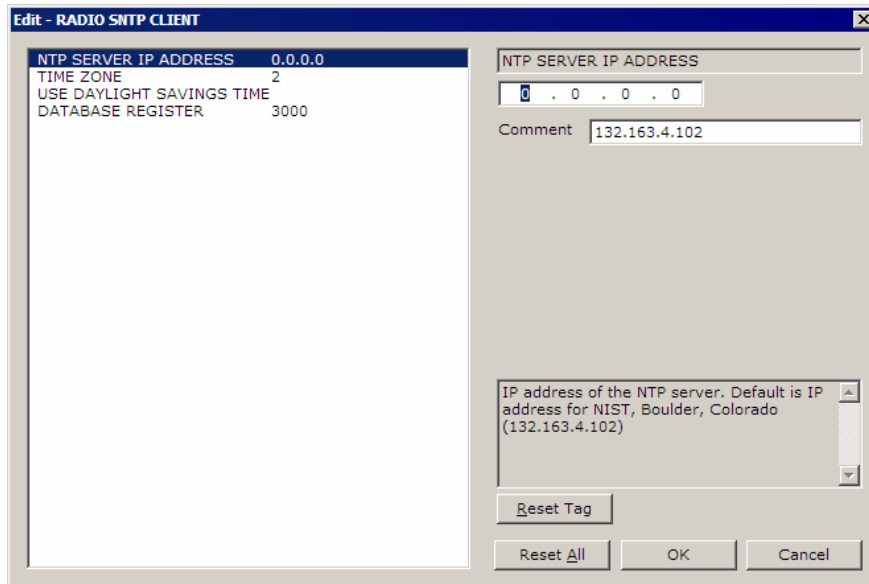 Edit - RADIO SNTP CLIENT
NTP SERVER IP ADDRESS 0.0.0.0
TIME ZONE 2
USE DAYLIGHT SAVINGS TIME
DATABASE REGISTER 3000
NTP SERVER IP ADDRESS
0 . 0 . 0 . 0
Comment 132.163.4.102
IP address of the NTP server. Default is IP
address for NIST, Boulder, Colorado
(132.163.4.102)
Reset Tag
Reset All OK Cancel